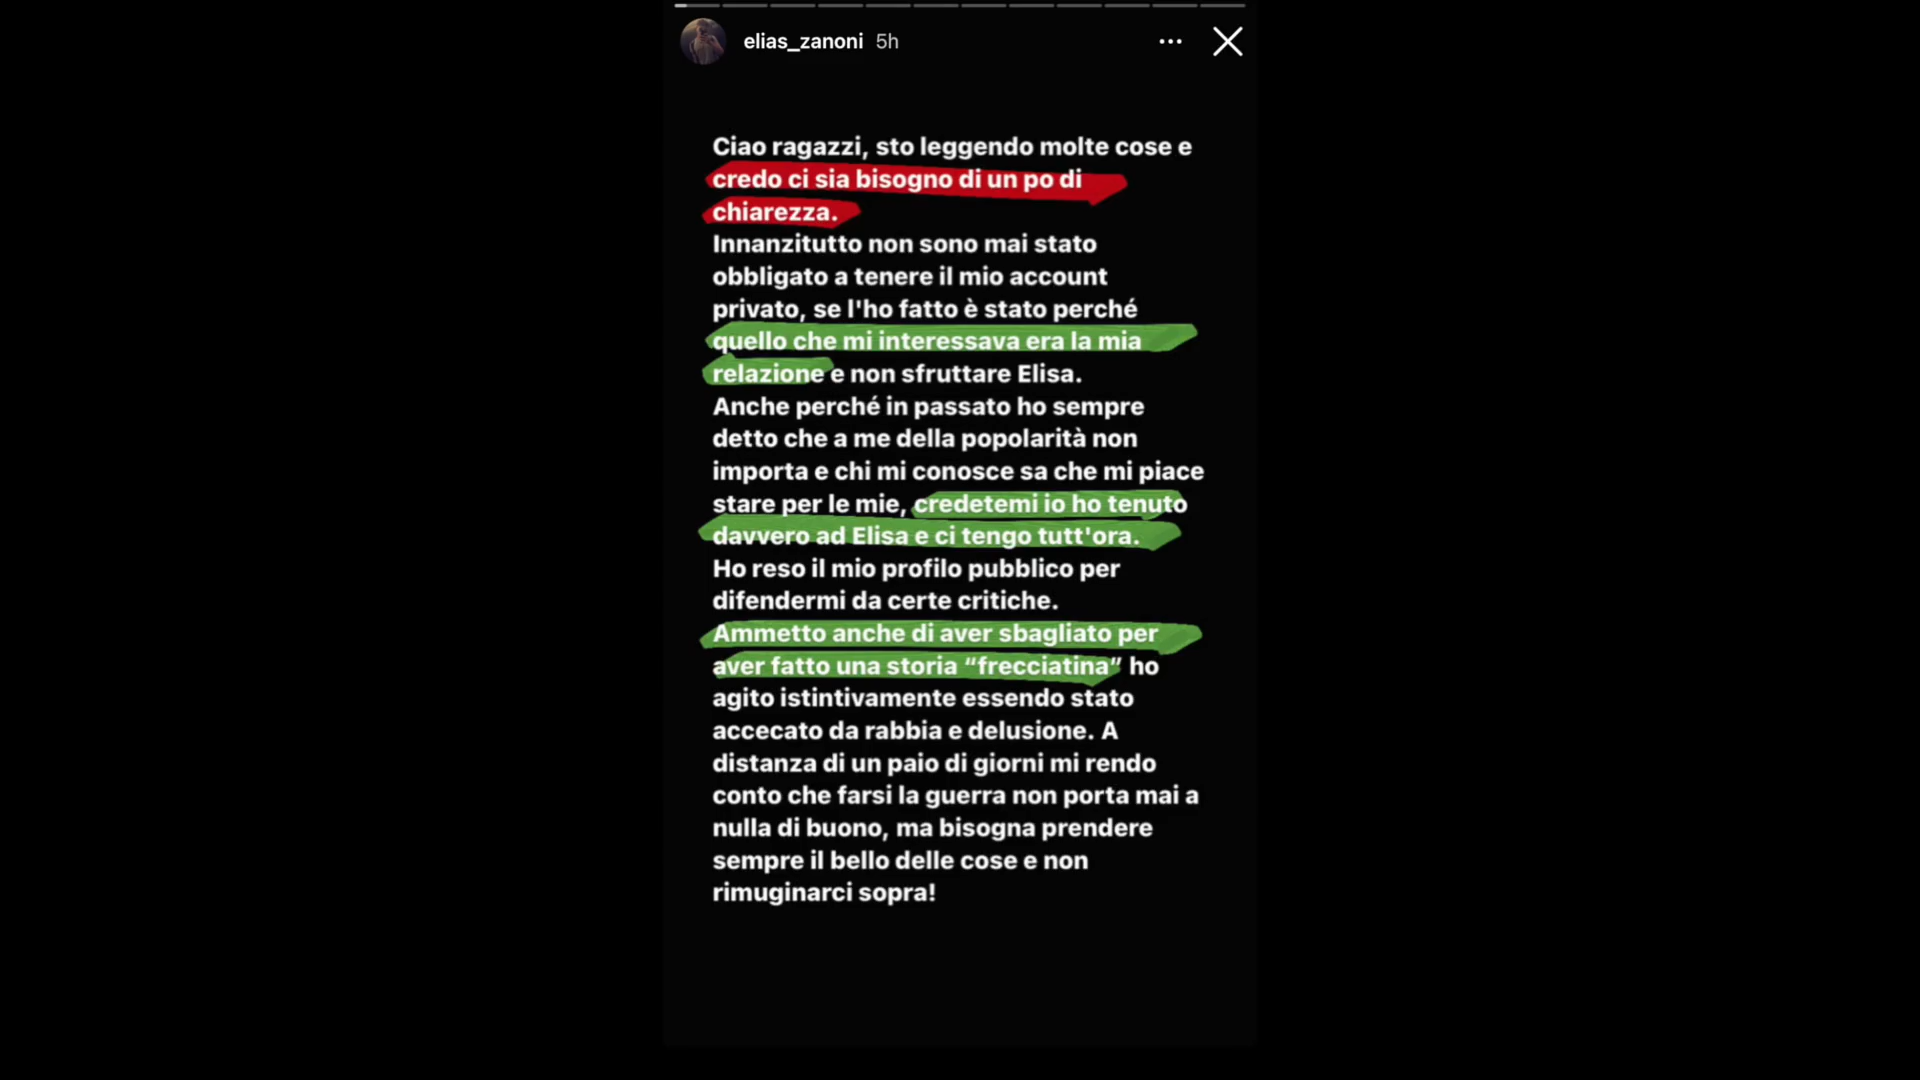 elias_zanoni 5h
Ciao ragazzi, sto leggendo molte cose e
credo ci sia bisogno di un po di
chiarezza.
Innanzitutto non sono mai stato
obbligato a tenere il mio account
privato, se l'ho fatto è stato perché
quello che mi interessava era la mia
relazione e non sfruttare Elisa.
Anche perché in passato ho sempre
detto che a me della popolarità non
importa e chi mi conosce sa che mi piace
stare per le mie, credetemi io ho tenuto
davvero ad Elisa e ci tengo tutt'ora.
Ho reso il mio profilo pubblico per
difendermi da certe critiche.
Ammetto anche di aver sbagliato per
aver fatto una storia “frecciatina” ho
agito istintivamente essendo stato
accecato da rabbia e delusione. A
distanza di un paio di giorni mi rendo
conto che farsi la guerra non porta mai a
nulla di buono, ma bisogna prendere
sempre il bello delle cose e non
rimuginarci sopra!